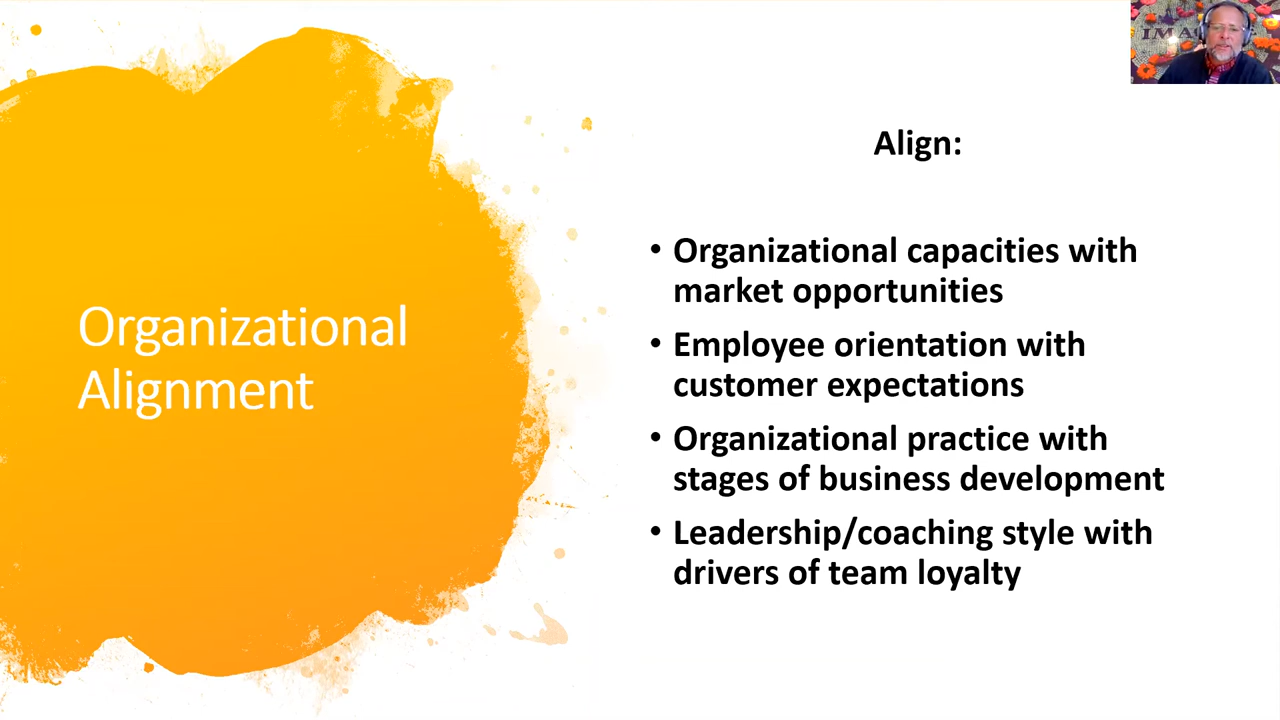 Organizational
Alignment
Align:
• Organizational capacities with
market opportunities
• Employee orientation with
customer expectations
• Organizational practice with
stages of business development
• Leadership/coaching style with
drivers of team loyalty